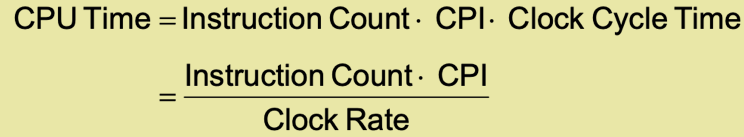 CPU Time = Instruction Count · CPI · Clock Cycle Time
= Instruction Count · CPI
Clock Rate